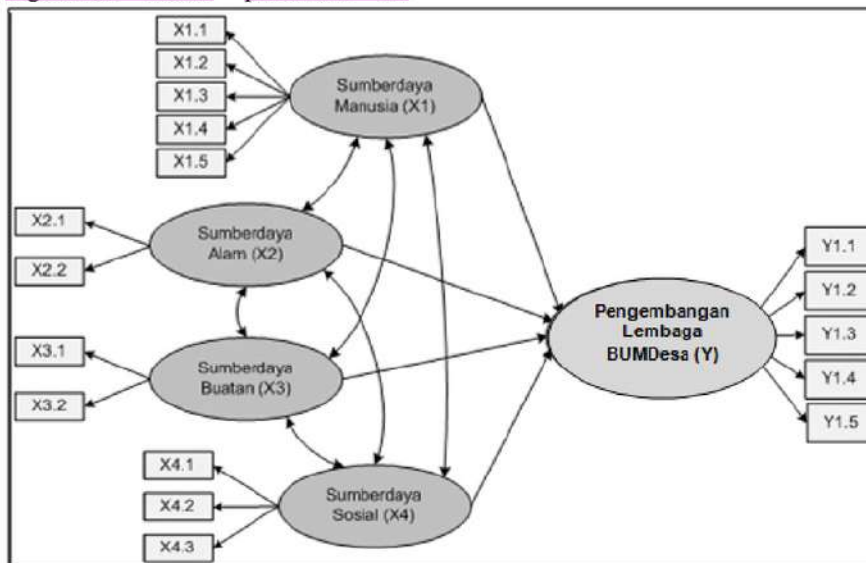 X1.1
X1.2
X1.3
X1.4
X1.5
Sumberdaya
Manusia (X1)
X2.1
X2.2
Sumberdaya
Alam (X2)
X3.1
X3.2
Sumberdaya
Buatan (X3)
X4.1
X4.2
X4.3
Sumberdaya
Sosial (X4)
Pengembangan
Lembaga
BUMDesa (Y)
Y1.1
Y1.2
Y1.3
Y1.4
Y1.5